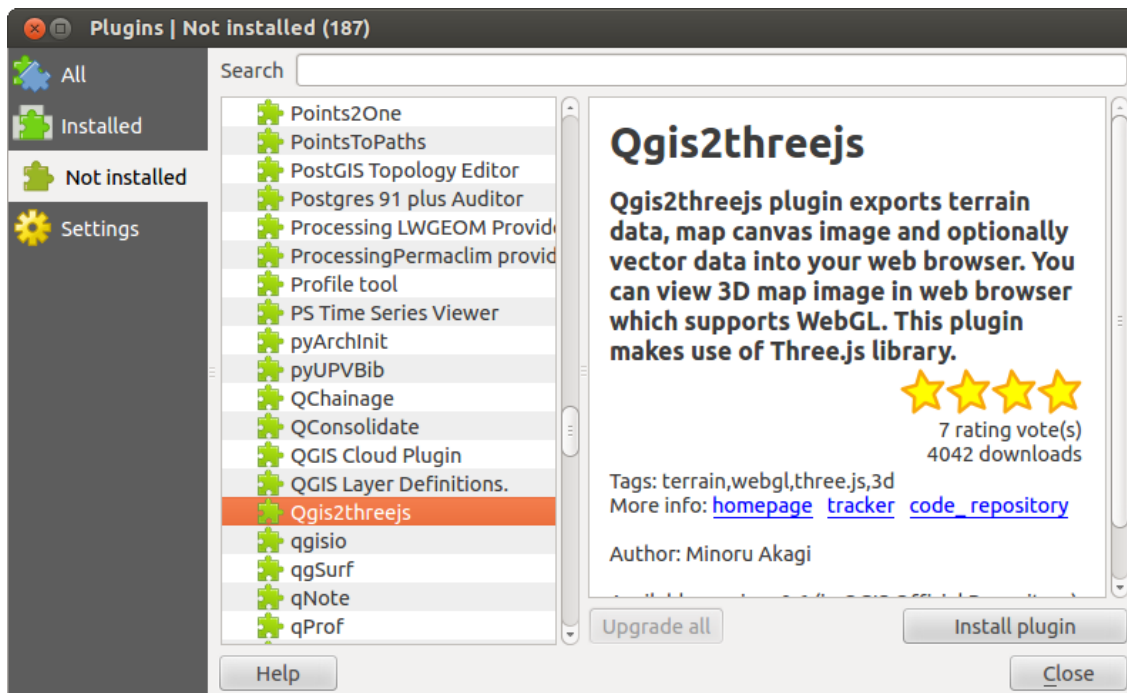 Plugins | Not installed (187)
All
Installed
Not installed
Settings
Search
Points2One
PointsToPaths
PostGIS Topology Editor
Postgres 91 plus Auditor
Processing LWGEOM Provid
ProcessingPermaclim provid
Profile tool
PS Time Series Viewer
pyArchInit
pyUPVBib
QChainage
QConsolidate
QGIS Cloud Plugin
QGIS Layer Definitions.
Qgis2threejs
qgisio
qgSurf
qNote
qProf
Qgis2threejs
Qgis2threejs plugin exports terrain
data, map canvas image and optionally
vector data into your web browser. You
can view 3D map image in web browser
which supports WebGL. This plugin
makes use of Three.js library.
7 rating vote(s)
4042 downloads
Tags: terrain,webgl,three.js,3d
More info: homepage tracker code_repository
Author: Minoru Akagi
Upgrade all
Install plugin
Help
Close